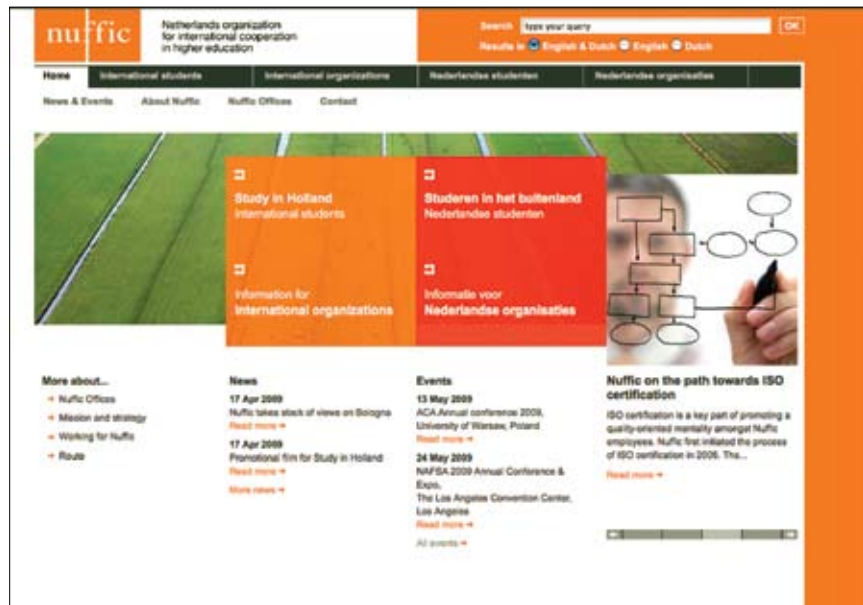 nuffic
Netherlands organization
for international cooperation
in higher education
Search type your query OK
Results in English & Dutch English Dutch
Home International students International organizations Nederlandse studenten Nederlandse organisaties
News & Events About Nuffic Nuffic Offices Contact
Study in Holland
International students
Studeren in het buitenland
Nederlandse studenten
Information for
International organizations
Informatie voor
Nederlandse organisaties
More about...
Nuffic Offices
Mission and strategy
Working for Nuffic
Route
News
17 Apr 2009
Nuffic takes stock of views on Bologna
Read more
17 Apr 2009
Promotional film for Study in Holland
Read more
More news
Events
13 May 2009
ACA Annual conference 2009,
University of Warsaw, Poland
Read more
24 May 2009
NAFSA 2009 Annual Conference &
Expo,
The Los Angeles Convention Center,
Los Angeles
Read more
All events
Nuffic on the path towards ISO
certification
ISO certification is a key part of promoting a
quality-oriented mentality amongst Nuffic
employees. Nuffic first initiated the process
of ISO certification in 2006. The...
Read more